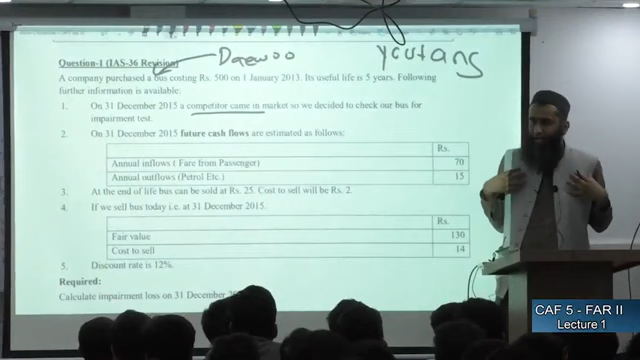 Daewoo
Youtang
Question-1 (IAS-36 Revision)
A company purchased a bus costing Rs. 500 on 1 January 2013. Its useful life is 5 years. Following
further information is available:
1. On 31 December 2015 a competitor came in market so we decided to check our bus for
impairment test.
2. On 31 December 2015 future cash flows are estimated as follows:
Rs.
Annual inflows ( Fare from Passenger) 70
Annual outflows (Petrol Etc.) 15
3. At the end of life bus can be sold at Rs. 25. Cost to sell will be Rs. 2.
4. If we sell bus today i.e. at 31 December 2015.
Rs.
Fair value 130
Cost to sell 14
5. Discount rate is 12%.
Required:
Calculate impairment loss on 31 December
CAF 5 - FAR II
Lecture 1